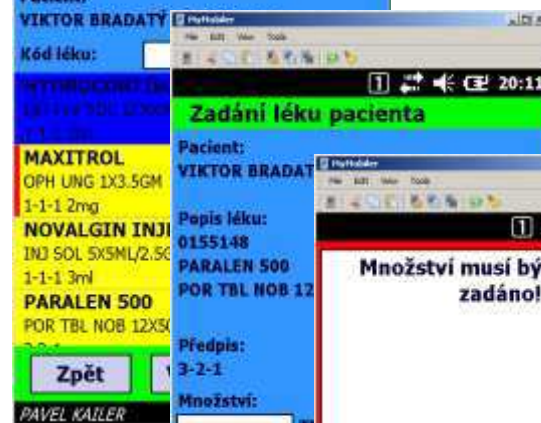 VIKTOR BRADATÝ
Kód léku:
MAXITROL
OPH UNG 1X3.5GM
1-1-1 2mg
NOVALGIN INJ
INJ SOL 5X5ML/2.5G
1-1-1 3ml
PARALEN 500
POR TBL NOB 12X50
Zpět
PAVEL KAILER
MyMobiler
File Edit View Tools
1 20:11
Zadání léku pacienta
Pacient:
VIKTOR BRADAT
Popis léku:
0155148
PARALEN 500
POR TBL NOB 12
Předpis:
3-2-1
Množství:
MyMobiler
File Edit View Tools
1
Množství musí bý
zadáno!